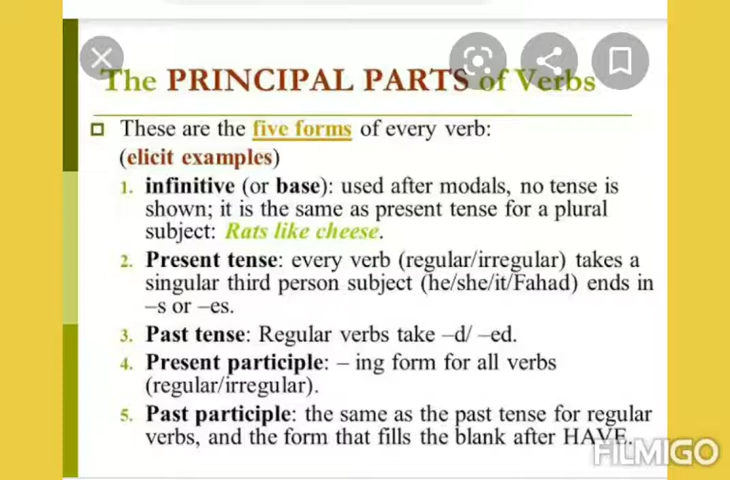 The PRINCIPAL PARTS of Verbs
These are the five forms of every verb:
(elicit examples)
1. infinitive (or base): used after modals, no tense is
shown; it is the same as present tense for a plural
subject: Rats like cheese.
2. Present tense: every verb (regular/irregular) takes a
singular third person subject (he/she/it/Fahad) ends in
–s or –es.
3. Past tense: Regular verbs take –d/ –ed.
4. Present participle: – ing form for all verbs
(regular/irregular).
5. Past participle: the same as the past tense for regular
verbs, and the form that fills the blank after HAVE.
FILMIGO